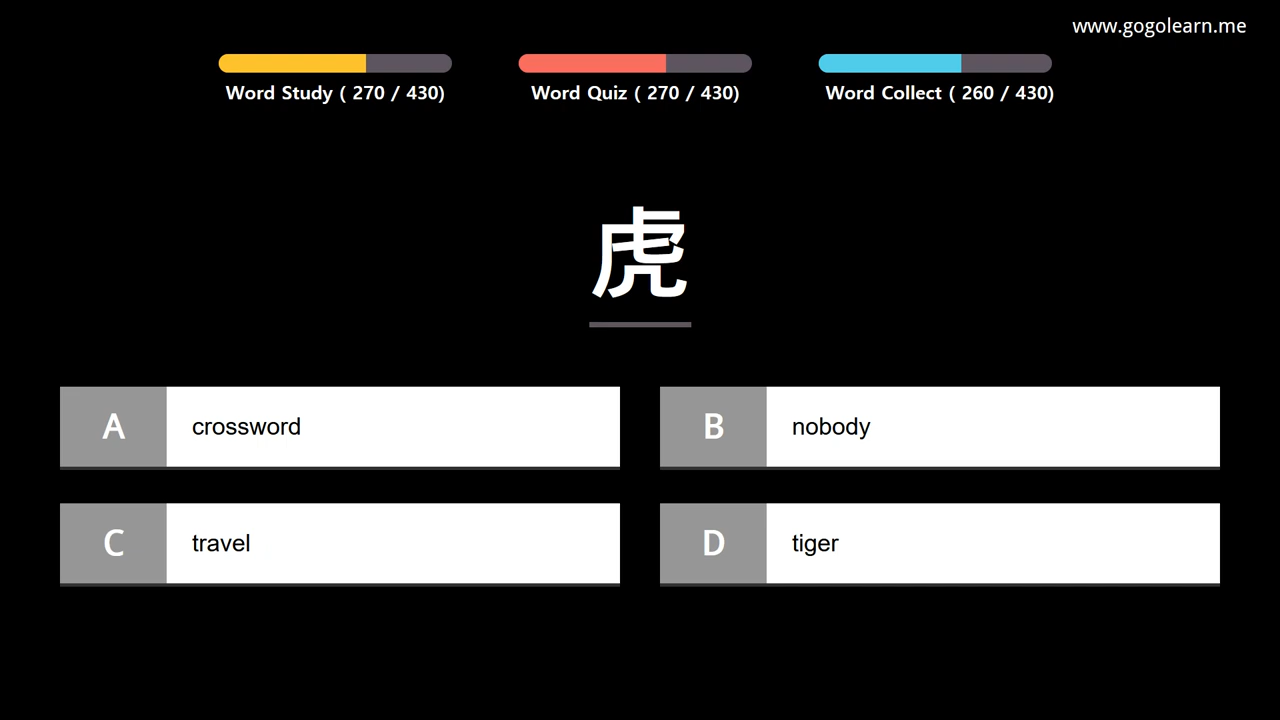 www.gogolearn.me
Word Study ( 270 / 430)
Word Quiz ( 270 / 430)
Word Collect ( 260 / 430)
虎
A crossword
B nobody
C travel
D tiger